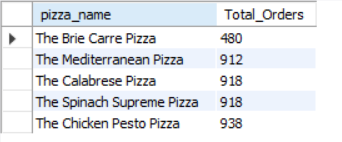 pizza_name Total_Orders
The Brie Carre Pizza 480
The Mediterranean Pizza 912
The Calabrese Pizza 918
The Spinach Supreme Pizza 918
The Chicken Pesto Pizza 938